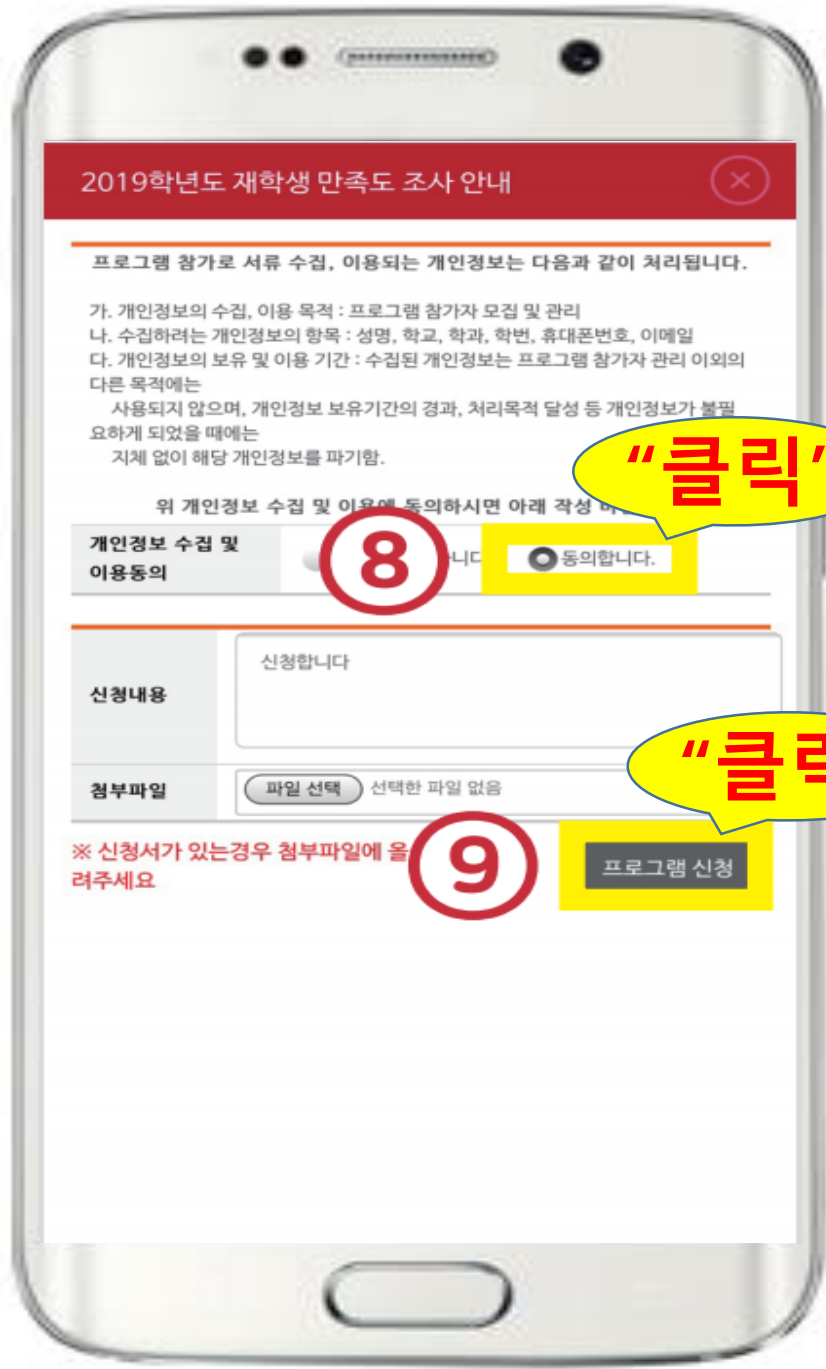 2019학년도 재학생 만족도 조사 안내
프로그램 참가로 서류 수집, 이용되는 개인정보는 다음과 같이 처리됩니다.
가. 개인정보의 수집, 이용 목적 : 프로그램 참가자 모집 및 관리
나. 수집하려는 개인정보의 항목 : 성명, 학교, 학과, 학번, 휴대폰번호, 이메일
다. 개인정보의 보유 및 이용 기간 : 수집된 개인정보는 프로그램 참가자 관리 이외의
다른 목적에는
사용되지 않으며, 개인정보 보유기간의 경과, 처리목적 달성 등 개인정보가 불필
요하게 되었을 때에는
지체 없이 해당 개인정보를 파기함.
“클릭”
위 개인정보 수집 및 이용에 동의하시면 아래 작성
개인정보 수집 및
이용동의
⑧
동의합니다.
신청합니다
신청내용
“클릭
첨부파일
파일 선택 선택한 파일 없음
※ 신청서가 있는경우 첨부파일에 올
려주세요
⑨
프로그램 신청